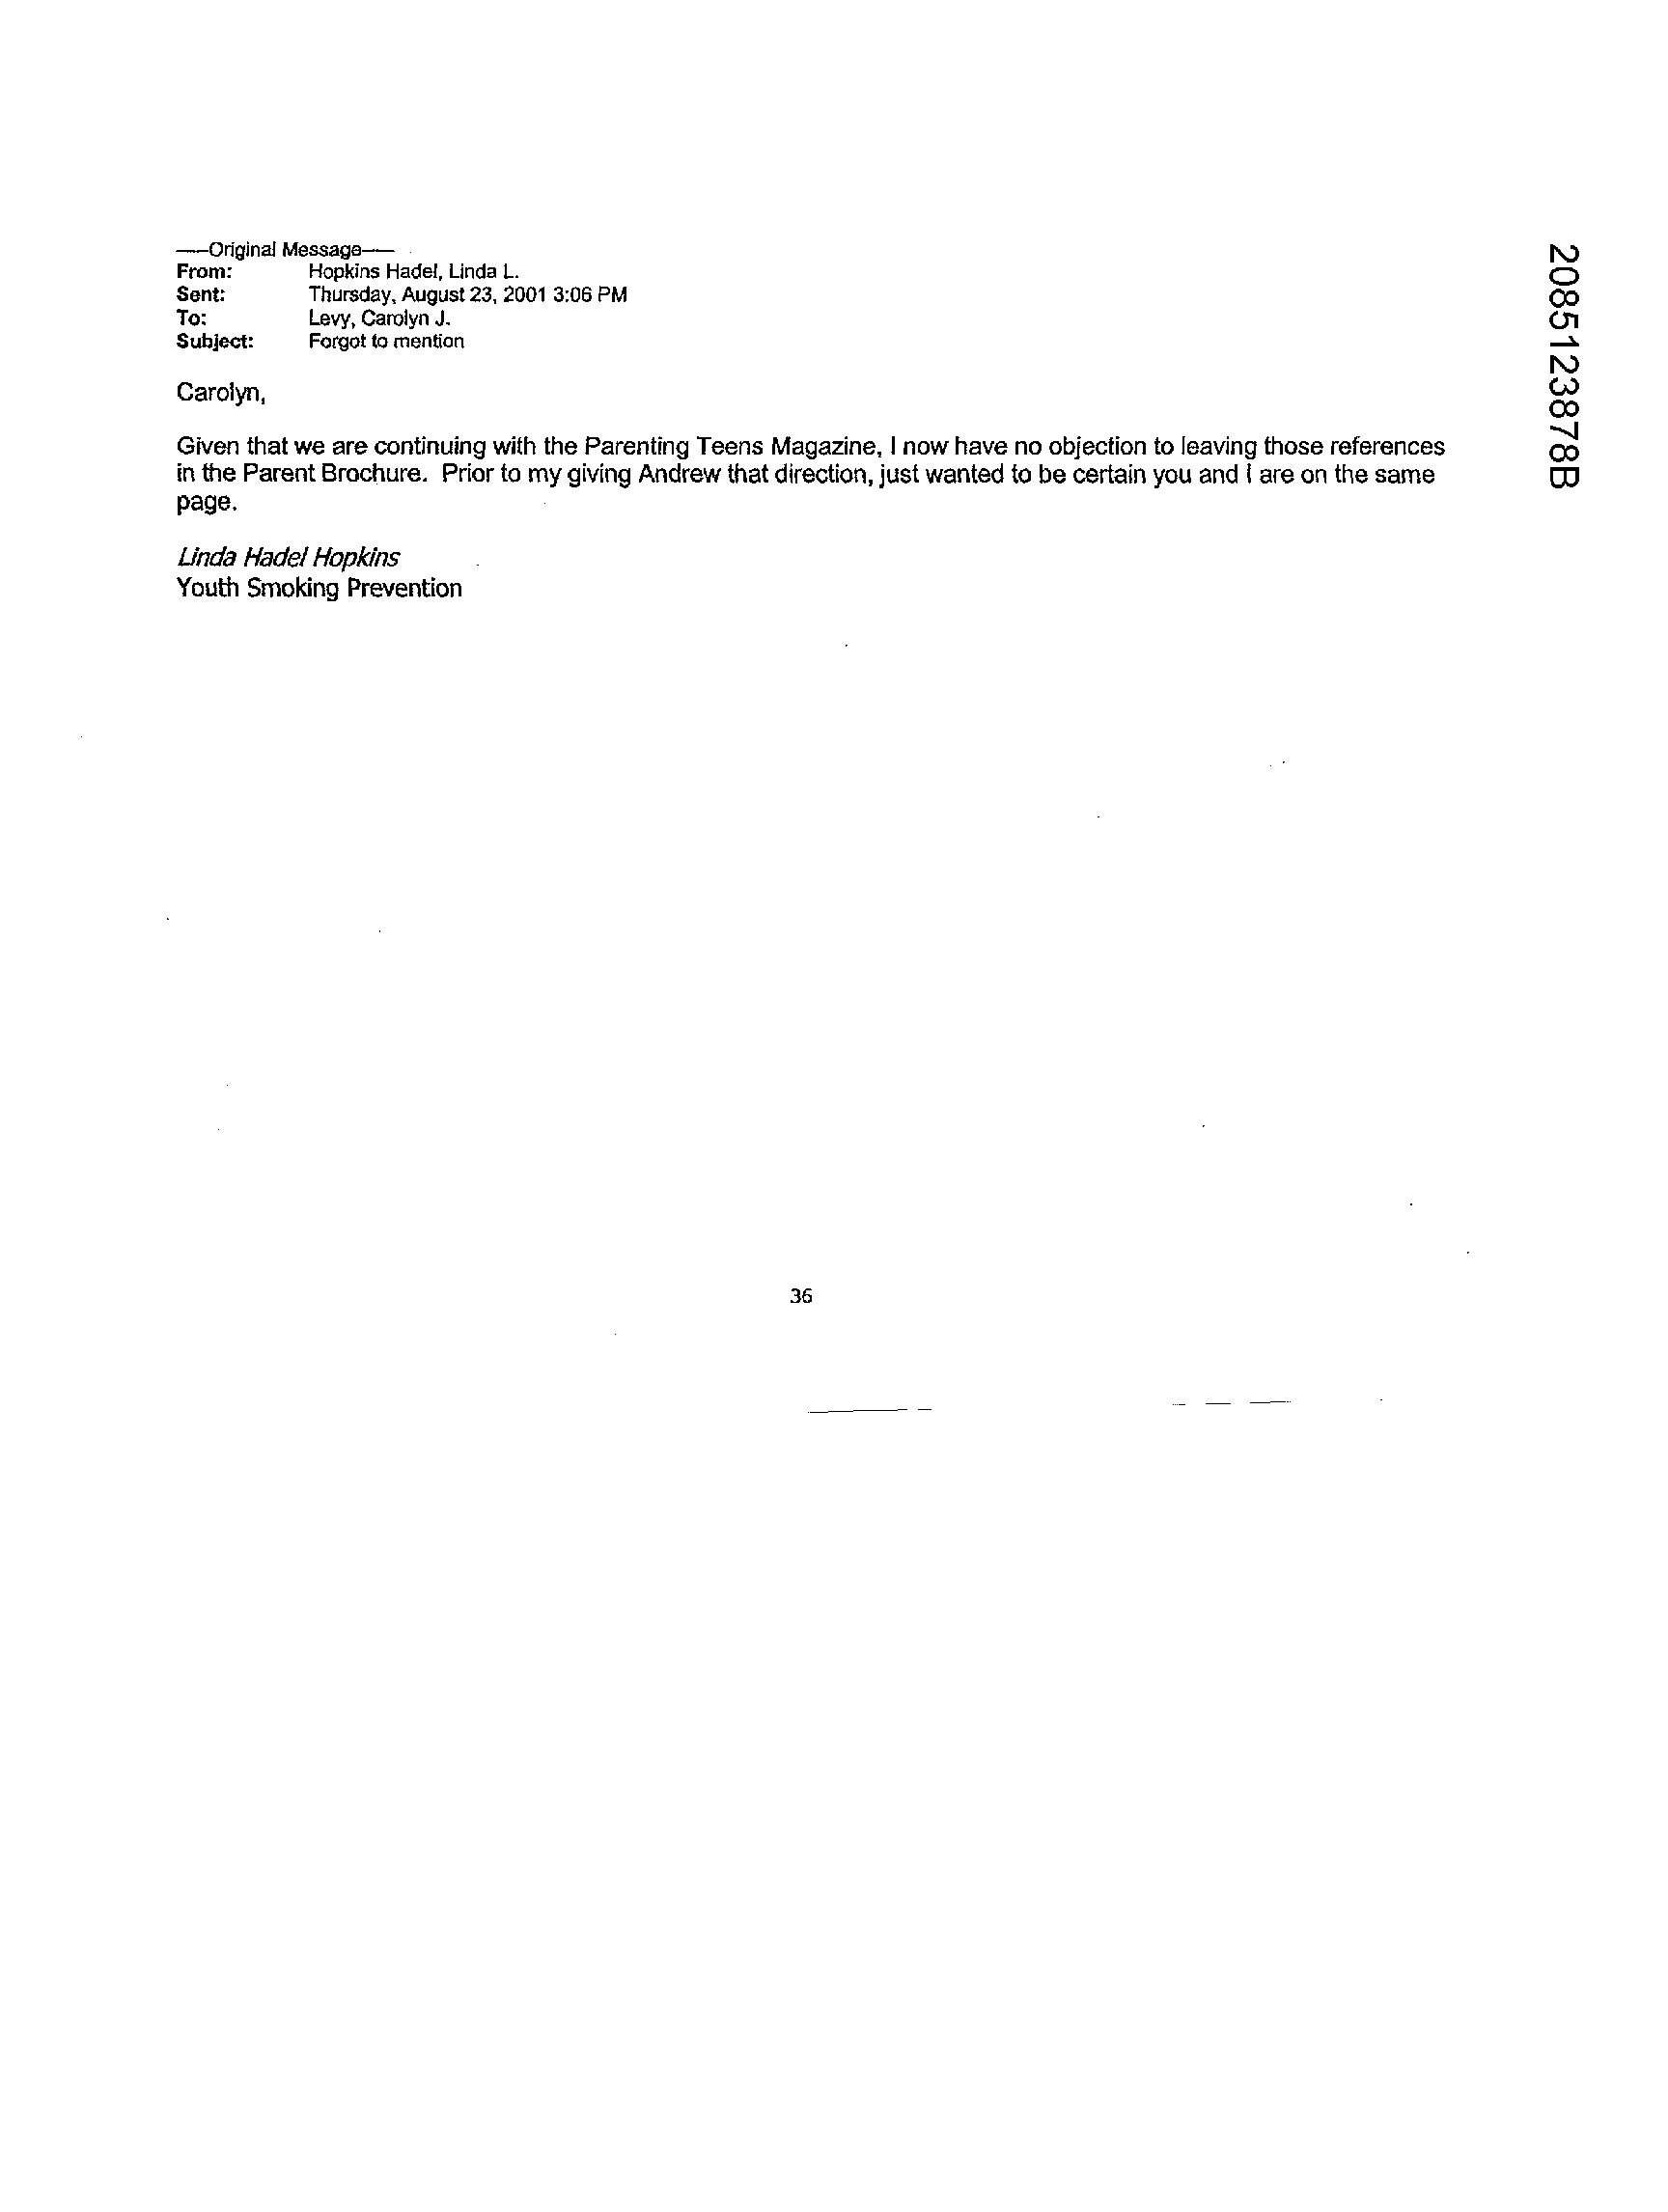 -----Original Message-----
From: Hopkins Hadel, Linda L.
Sent: Thursday, August 23, 2001 3:06 PM
To: Levy, Carolyn J.
Subject: Forgot to mention
Carolyn,
Given that we are continuing with the Parenting Teens Magazine, I now have no objection to leaving those references
in the Parent Brochure. Prior to my giving Andrew that direction, just wanted to be certain you and I are on the same
page.
Linda Hadel Hopkins
Youth Smoking Prevention
36
2085123878B